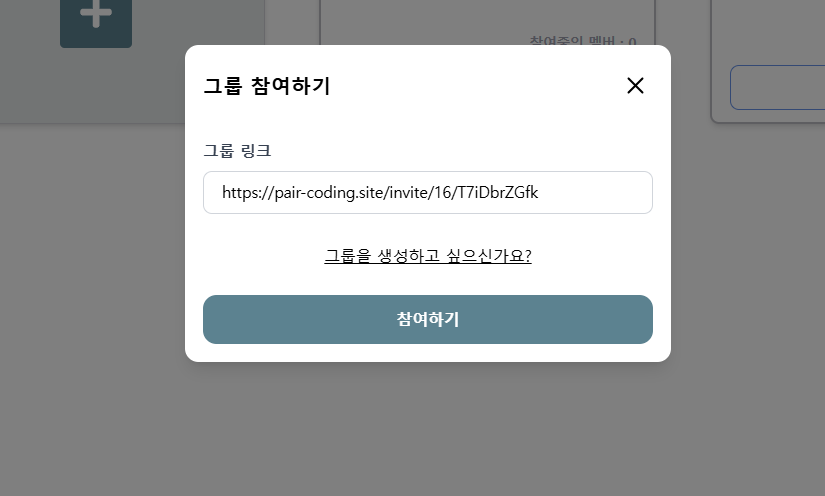 참여중인 멤버 : 0
그룹 참여하기
그룹 링크
https://pair-coding.site/invite/16/T7iDbrZGfk
그룹을 생성하고 싶으신가요?
참여하기